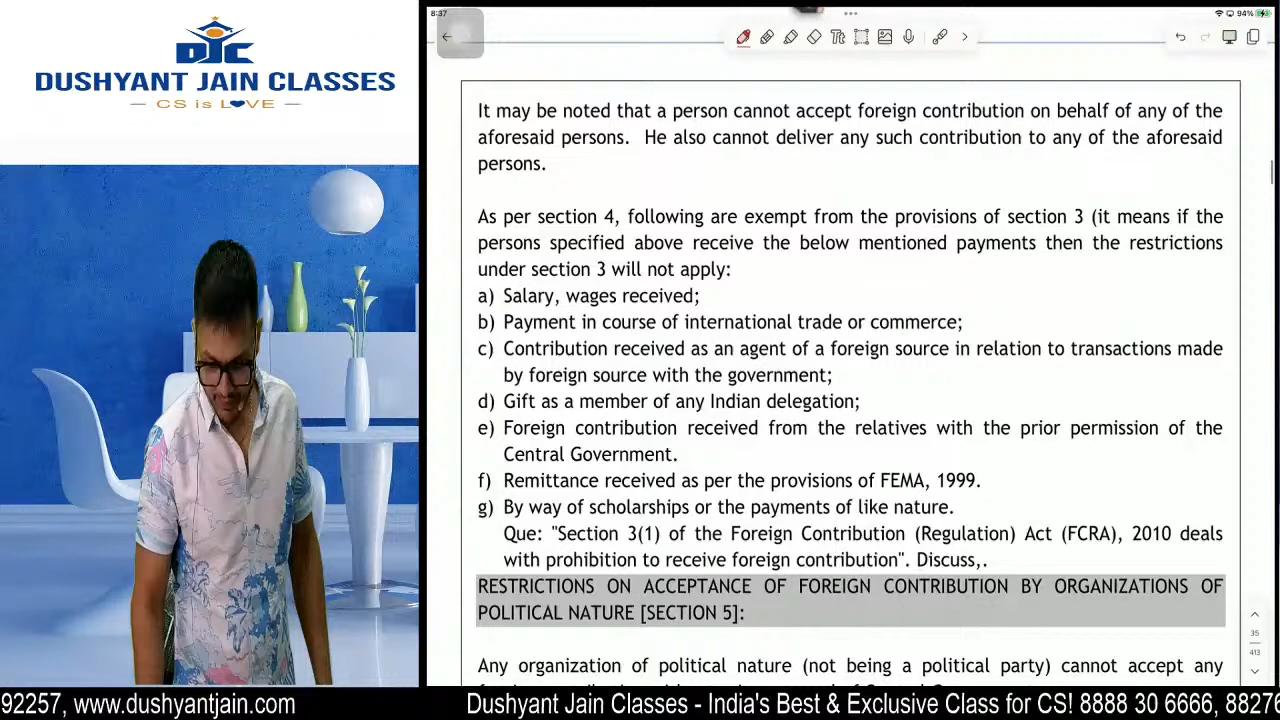 DJC
DUSHYANT JAIN CLASSES
CS is LOVE
8:37
94%
Tt
It may be noted that a person cannot accept foreign contribution on behalf of any of the
aforesaid persons. He also cannot deliver any such contribution to any of the aforesaid
persons.
As per section 4, following are exempt from the provisions of section 3 (it means if the
persons specified above receive the below mentioned payments then the restrictions
under section 3 will not apply:
a) Salary, wages received;
b) Payment in course of international trade or commerce;
c) Contribution received as an agent of a foreign source in relation to transactions made
by foreign source with the government;
d) Gift as a member of any Indian delegation;
e) Foreign contribution received from the relatives with the prior permission of the
Central Government.
f) Remittance received as per the provisions of FEMA, 1999.
g) By way of scholarships or the payments of like nature.
Que: "Section 3(1) of the Foreign Contribution (Regulation) Act (FCRA), 2010 deals
with prohibition to receive foreign contribution". Discuss,.
RESTRICTIONS ON ACCEPTANCE OF FOREIGN CONTRIBUTION BY ORGANIZATIONS OF
POLITICAL NATURE [SECTION 5]:
Any organization of political nature (not being a political party) cannot accept any
35
413
92257, www.dushyantjain.com
Dushyant Jain Classes - India's Best & Exclusive Class for CS! 8888 30 6666, 88276